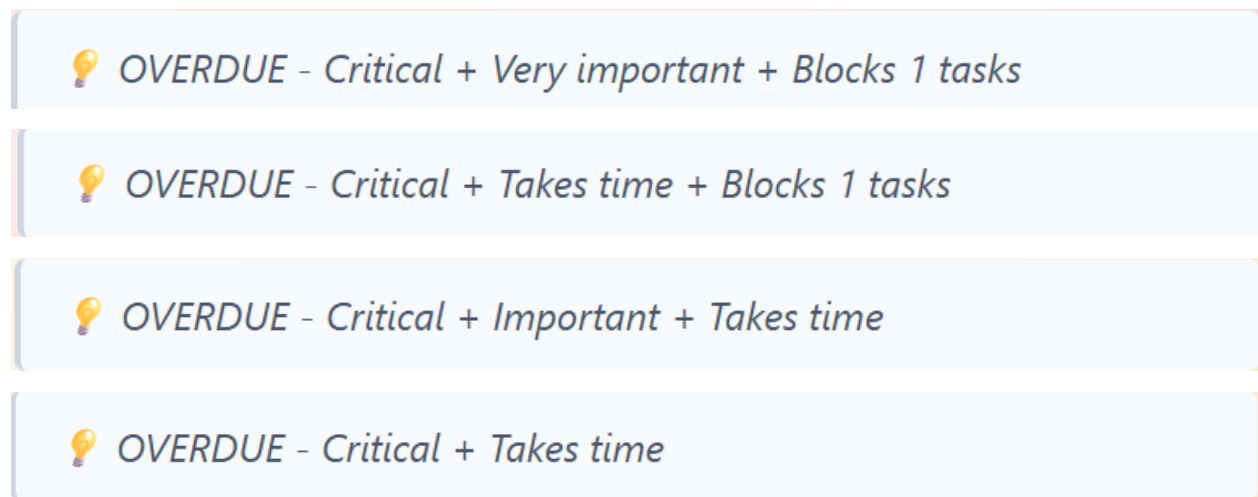 OVERDUE - Critical + Very important + Blocks 1 tasks
OVERDUE - Critical + Takes time + Blocks 1 tasks
OVERDUE - Critical + Important + Takes time
OVERDUE - Critical + Takes time